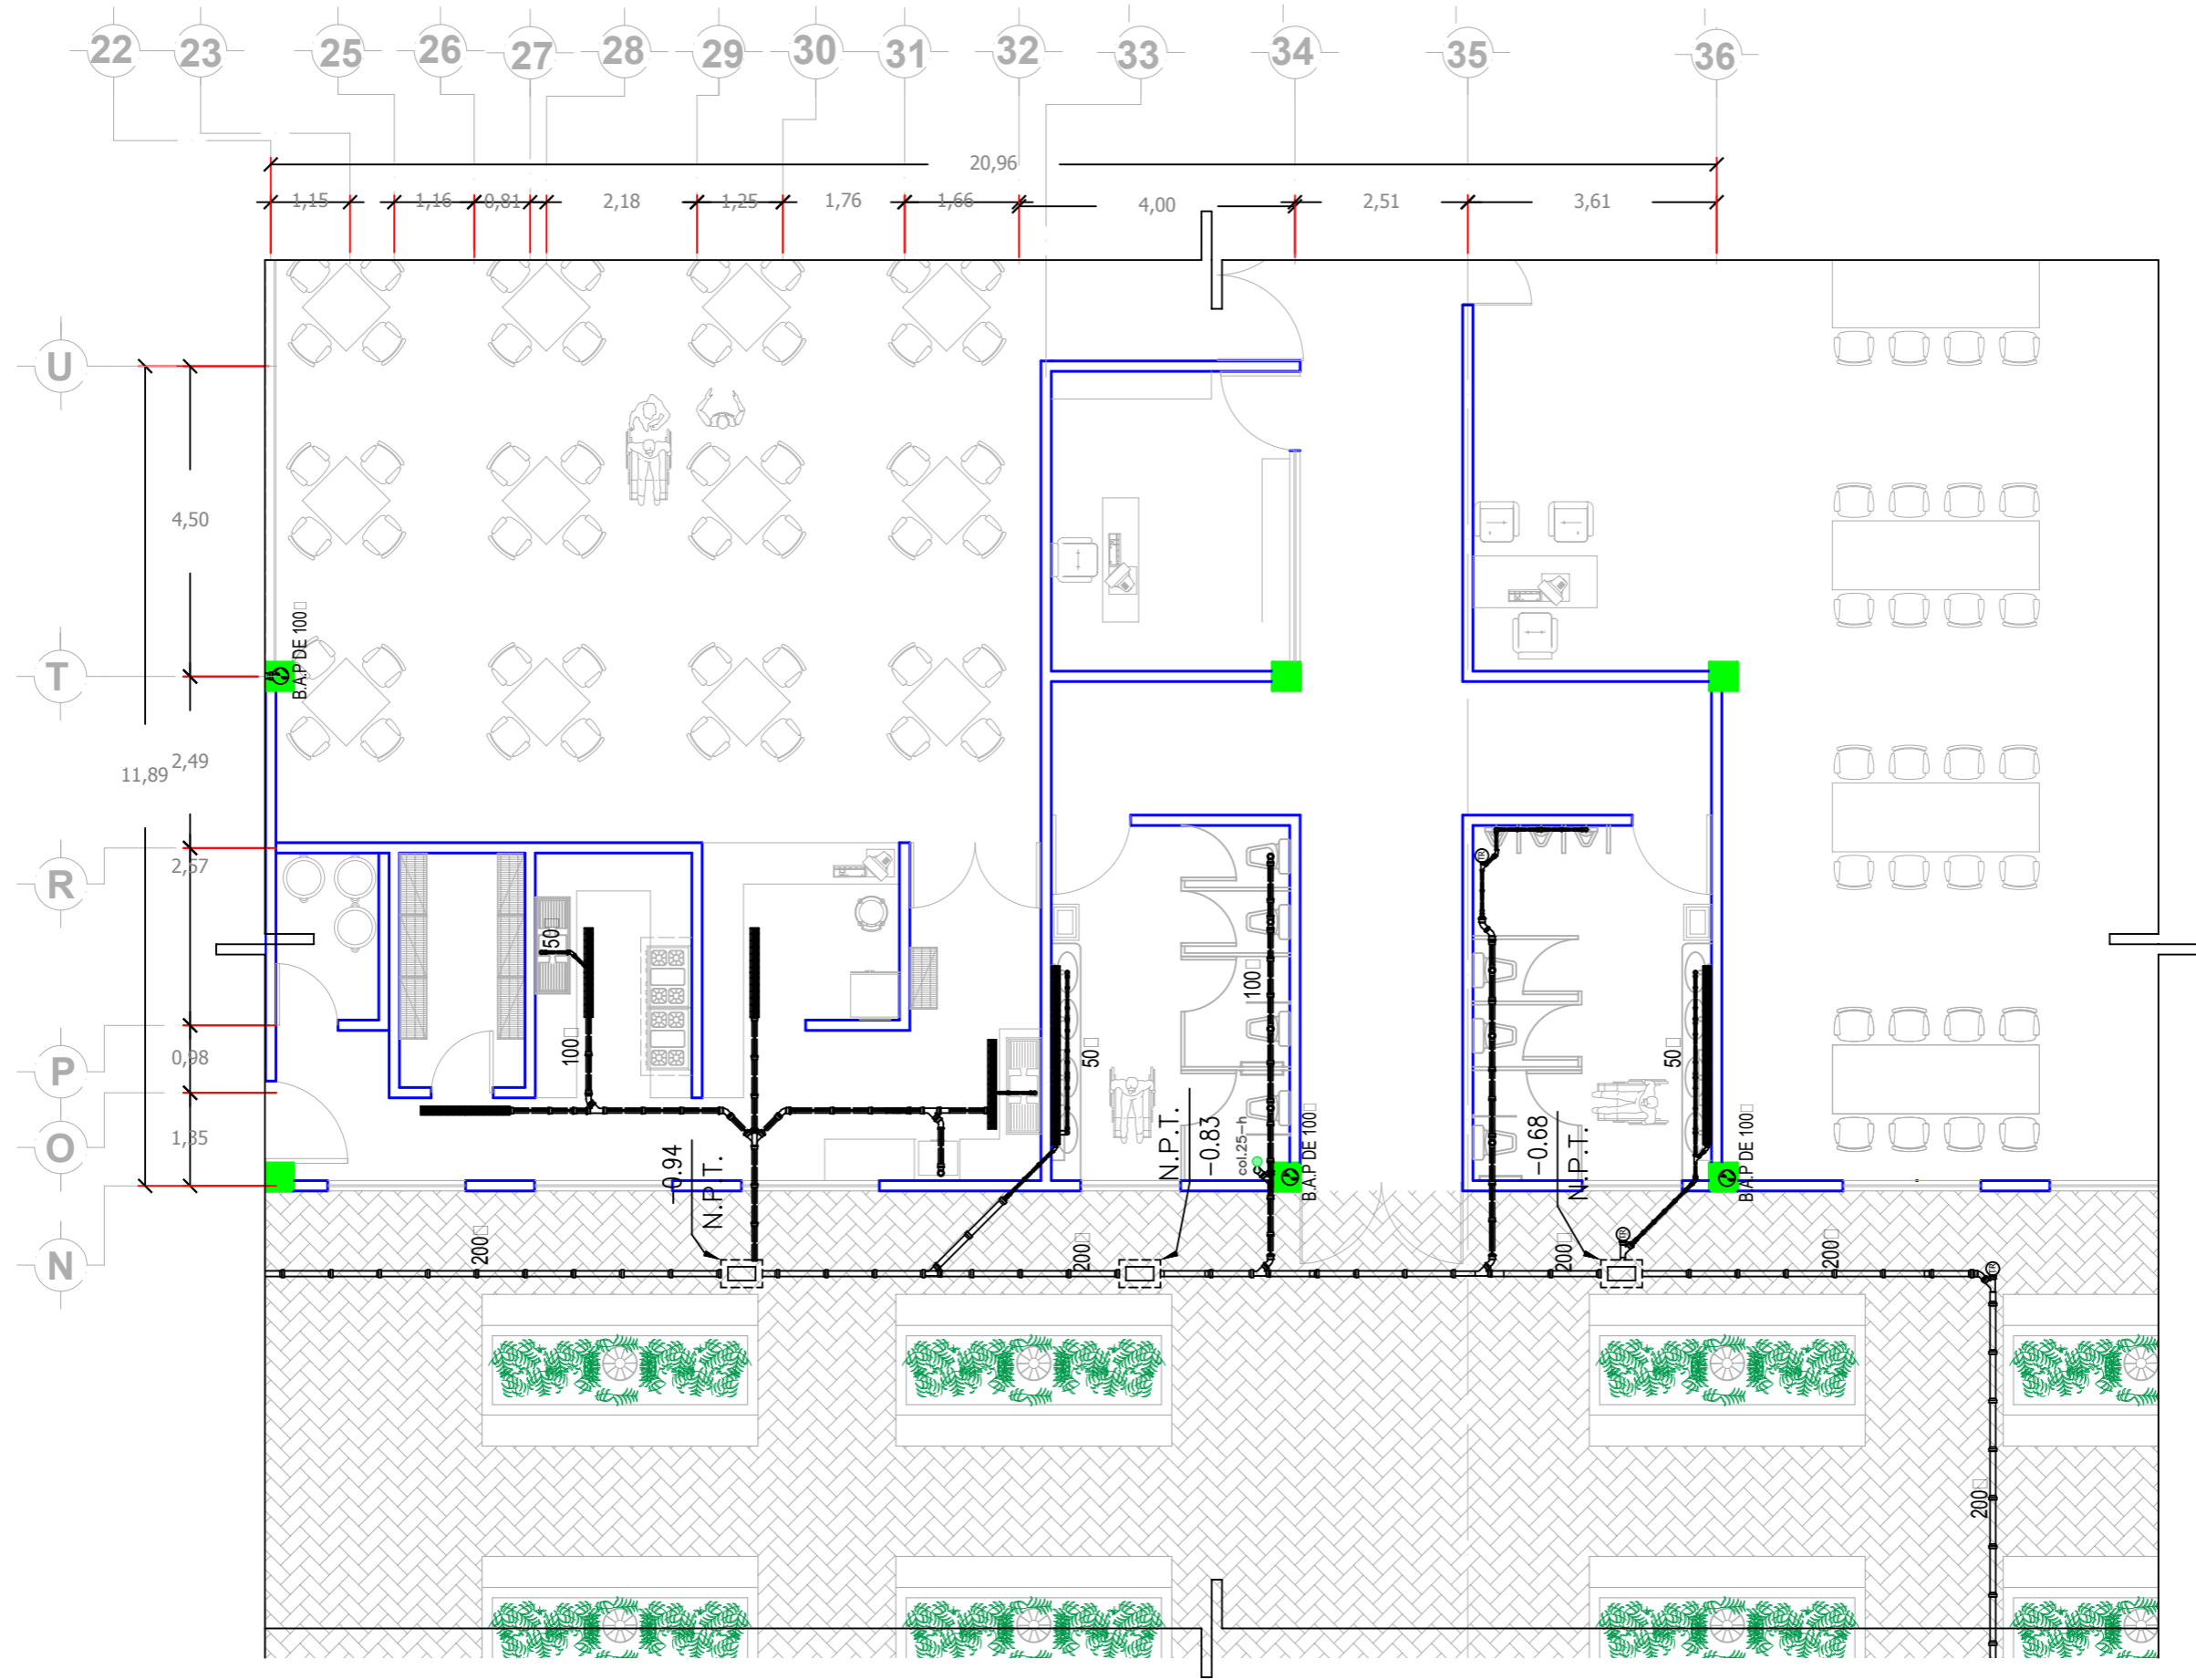 22 23 25 26 27 28 29 30 31 32 33 34 35 36
20,96
1,15 1,16 0,81 2,18 1,25 1,76 1,66 4,00 2,51 3,61
U
4,50
B.A.P DE 100□
T
2,49
11,89
2,57
R
50□
100□
100□
50□
50□
P
0,98
O
1,85
-0.94
N.P.T.
N.P.T.
-0.83
col.25-h
B.A.P DE 100□
-0.68
N.P.T.
B.A.P DE 100□
TR
TR
TR
N
200□
200□
200□
200□
200□